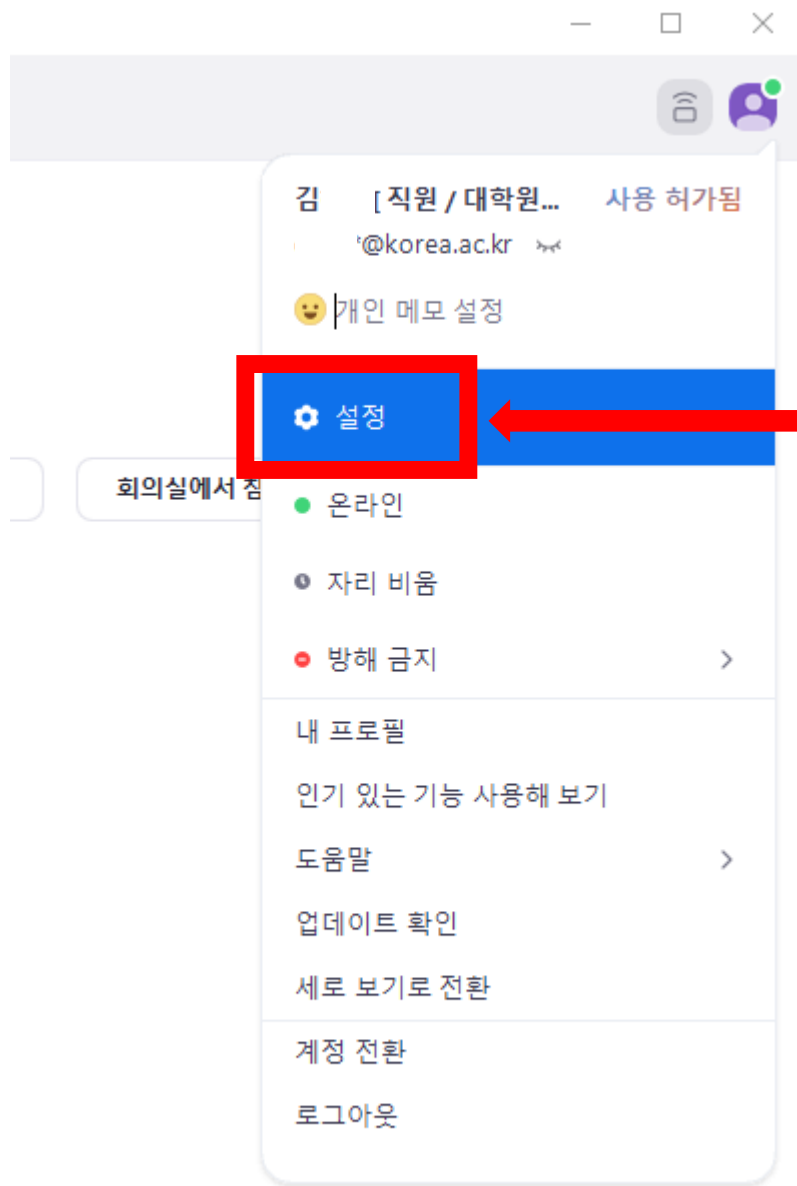 김 [ 직원 / 대학원... 사용 허가됨
*@korea.ac.kr
개인 메모 설정
설정
회의실에서
온라인
자리 비움
방해 금지
내 프로필
인기 있는 기능 사용해 보기
도움말
업데이트 확인
세로 보기로 전환
계정 전환
로그아웃